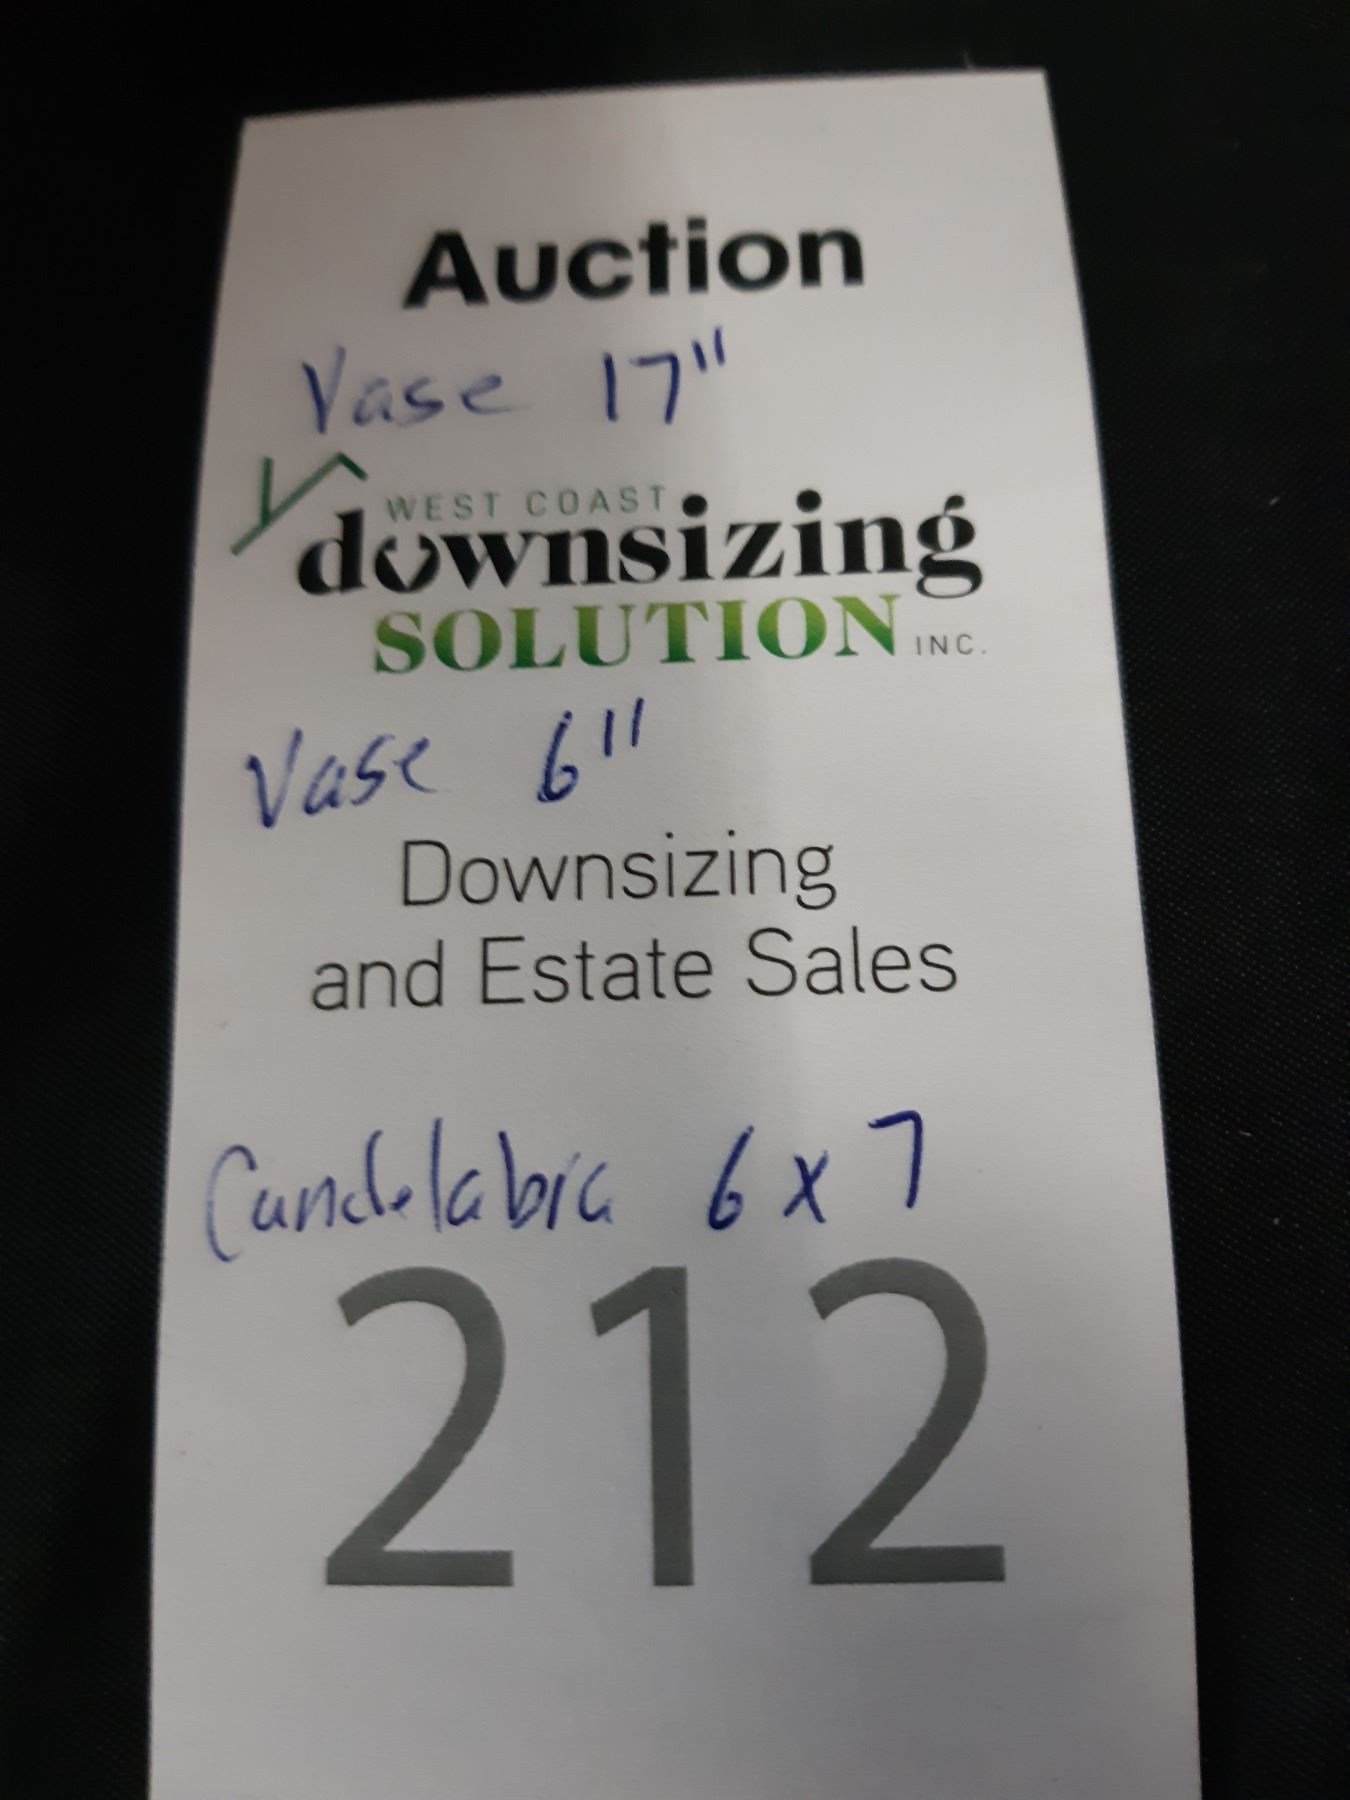 Auction
Vase 17"
WEST COAST
downsizing
SOLUTION INC.
Vase 6"
Downsizing
and Estate Sales
Candelabra 6 x 7
212